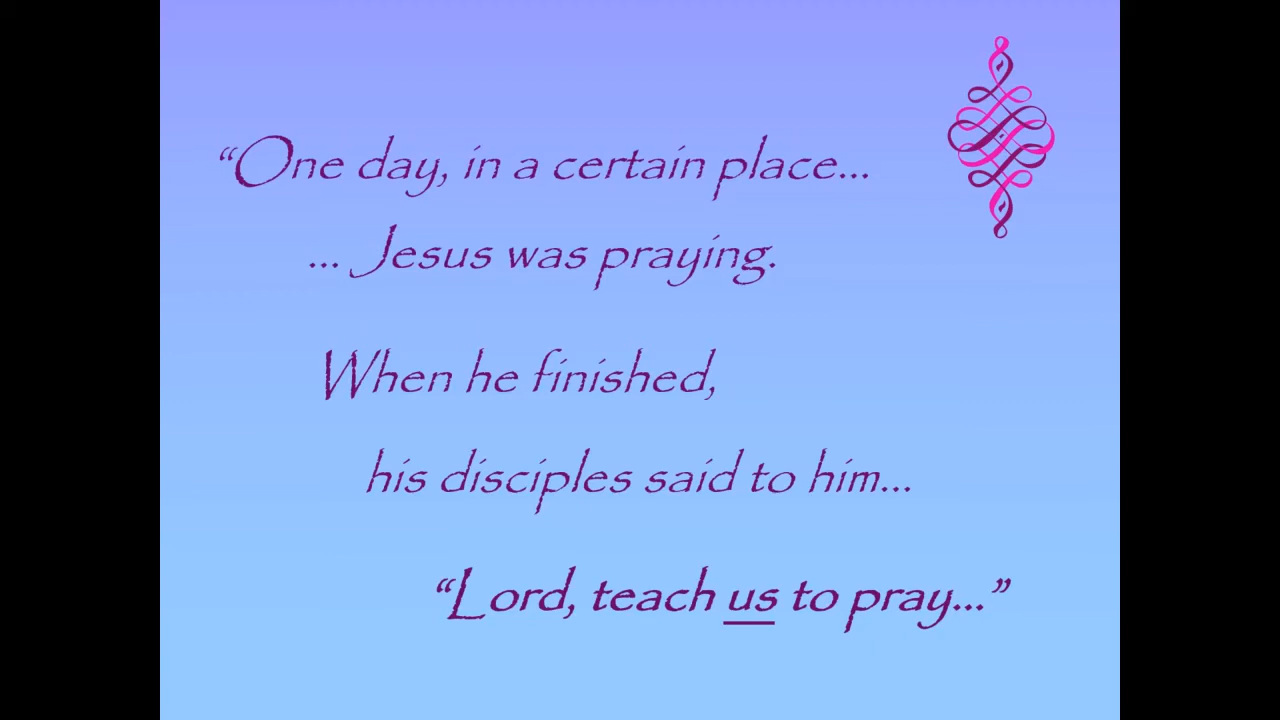 “One day, in a certain place...
... Jesus was praying.
When he finished,
his disciples said to him...
“Lord, teach us to pray...”